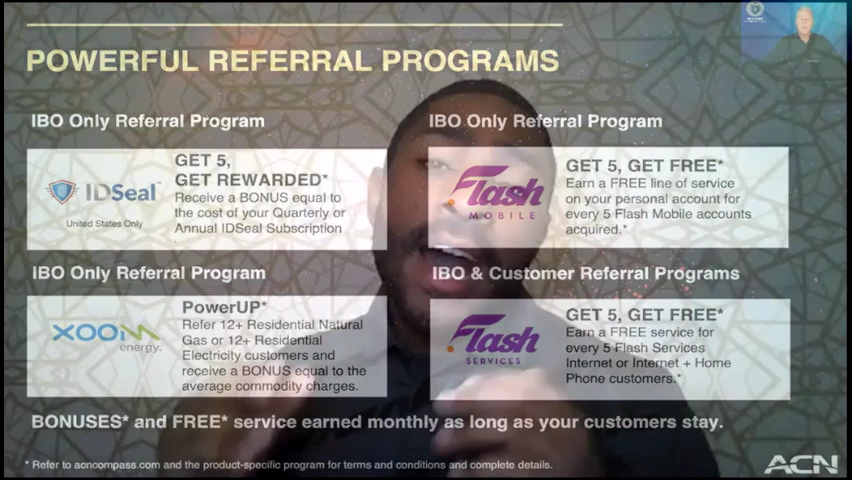 POWERFUL REFERRAL PROGRAMS
IBO Only Referral Program
IDSeal
United States Only
GET 5,
GET REWARDED*
Receive a BONUS equal to
the cost of your Quarterly or
Annual IDSeal Subscription
IBO Only Referral Program
Flash
MOBILE
GET 5, GET FREE*
Earn a FREE line of service
on your personal account for
every 5 Flash Mobile accounts
acquired.*
IBO Only Referral Program
XOOM
energy.
PowerUP*
Refer 12+ Residential Natural
Gas or 12+ Residential
Electricity customers and
receive a BONUS equal to the
average commodity charges.
IBO & Customer Referral Programs
Flash
SERVICES
GET 5, GET FREE*
Earn a FREE service for
every 5 Flash Services
Internet or Internet + Home
Phone customers.*
BONUSES* and FREE* service earned monthly as long as your customers stay.
* Refer to acncompass.com and the product-specific program for terms and conditions and complete details.
ACN